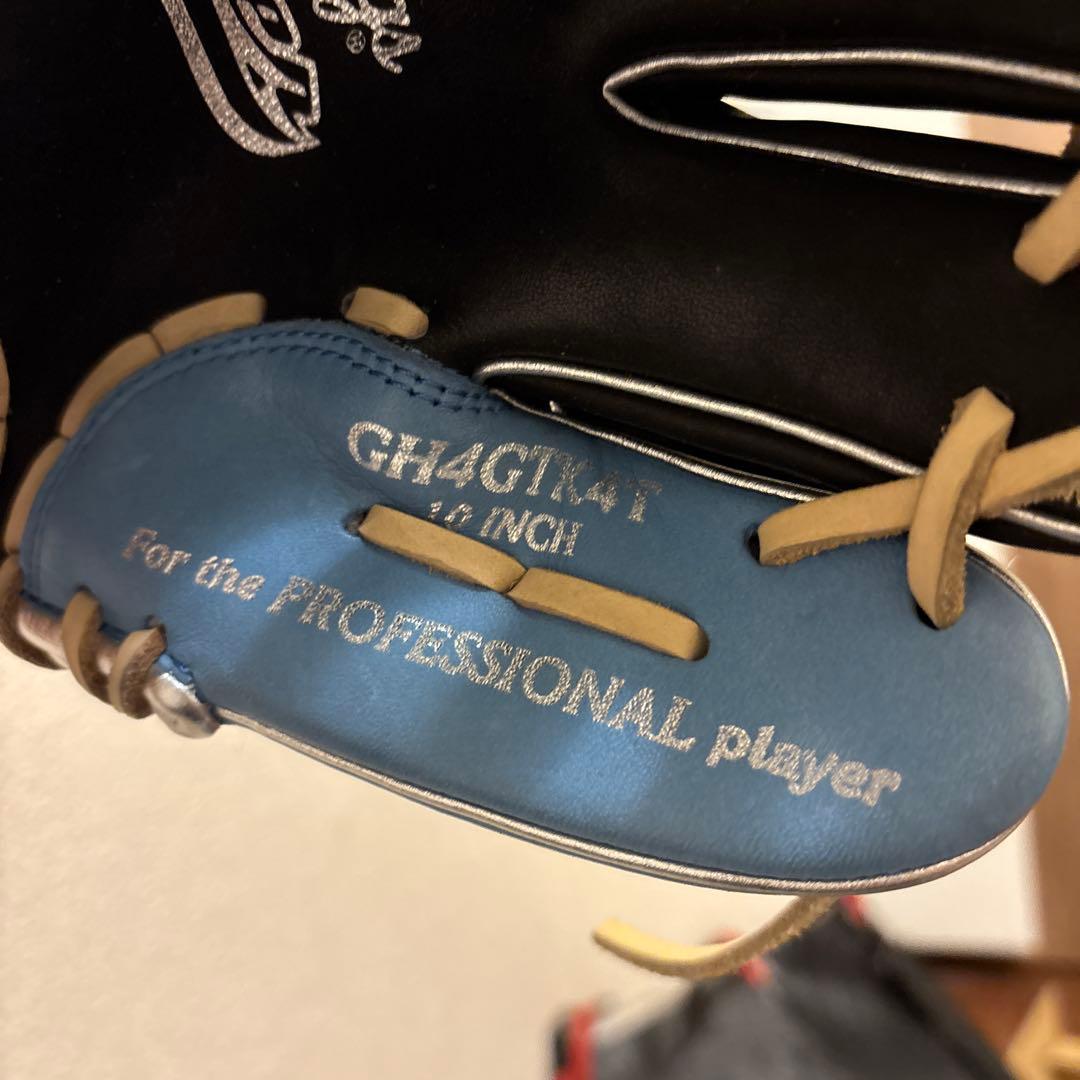 GH4GTK4T
10 INCH
For the PROFESSIONAL player
®